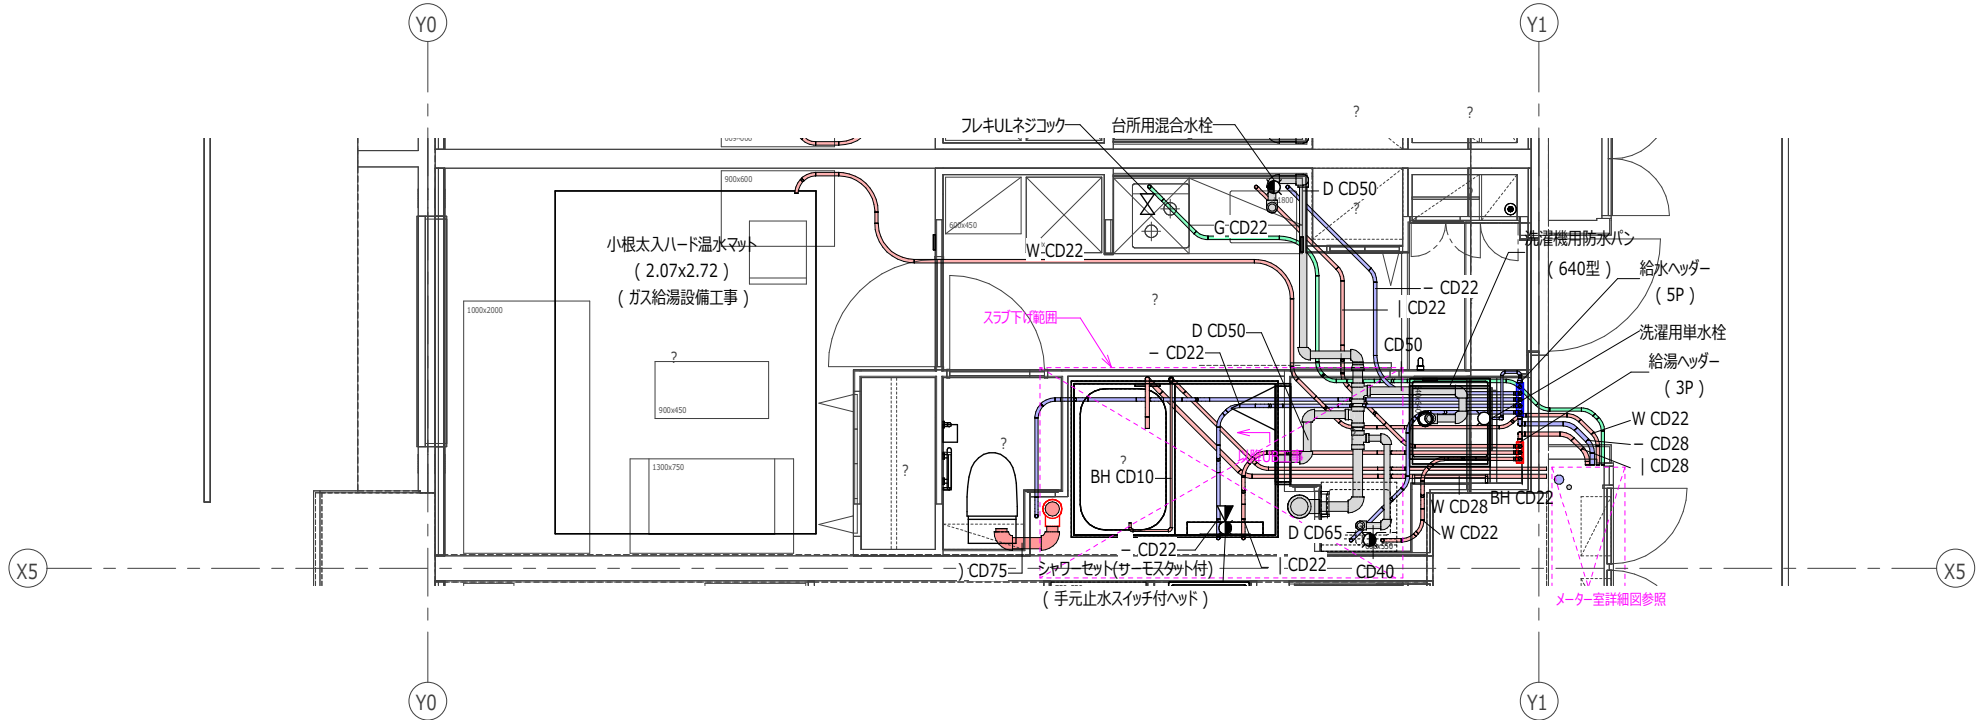 Y0
Y1
?
?
フレキULネジコック
台所用混合水栓
900x600
D CD50
1800
?
600x450
G CD22
小根太入ハード温水マット
( 2.07x2.72 )
( ガス給湯設備工事 )
W CD22
洗濯機用防水パン
( 640型 )
給水ヘッダー
( 5P )
− CD22
| CD22
?
1000x2000
スラブ下げ範囲
D CD50
− CD22
CD50
洗濯用単水栓
給湯ヘッダー
( 3P )
?
900x450
W CD22
− CD28
| CD28
?
?
?
1300x750
BH CD10
W CD28
BH CD22
W CD22
D CD65
− CD22
| CD22
CD40
) CD75
シャワーセット(サーモスタット付)
( 手元止水スイッチ付ヘッド )
メーター室詳細図参照
X5
X5
Y0
Y1